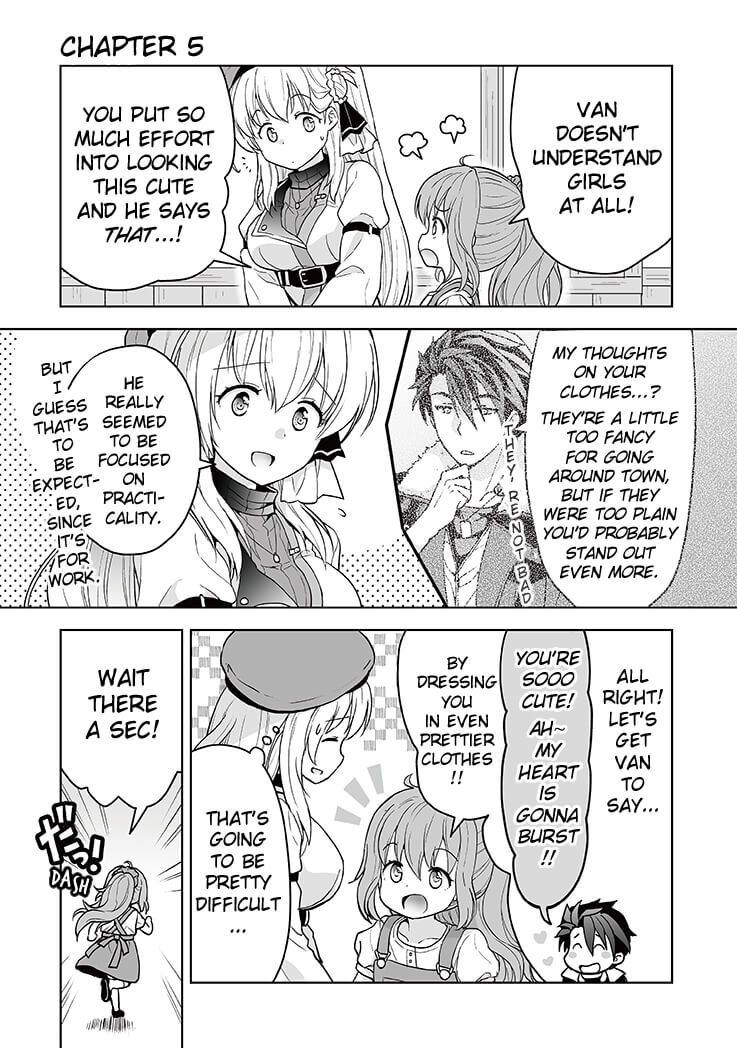 CHAPTER 5
VAN
DOESN'T
UNDERSTAND
GIRLS
AT ALL!
YOU PUT SO
MUCH EFFORT
INTO LOOKING
THIS CUTE
AND HE SAYS
THAT...!
MY THOUGHTS
ON YOUR
CLOTHES...?
THEY'RE A LITTLE
TOO FANCY
FOR GOING
AROUND TOWN,
BUT IF THEY
WERE TOO PLAIN
YOU'D PROBABLY
STAND OUT
EVEN MORE.
THEY'RE NOT BAD
HE
REALLY
SEEMED
TO BE
FOCUSED
ON
PRACTI-
CALITY.
BUT
I
GUESS
THAT'S
TO
BE
EXPECT-
ED,
SINCE
IT'S
FOR
WORK.
ALL
RIGHT!
LET'S
GET
VAN
TO
SAY...
YOU'RE
SOOO
CUTE!
AH~
MY
HEART
IS
GONNA
BURST
!!
BY
DRESSING
YOU
IN EVEN
PRETTIER
CLOTHES
!!
THAT'S
GOING
TO BE
PRETTY
DIFFICULT
...
WAIT
THERE
A SEC!
だっ!
DASH